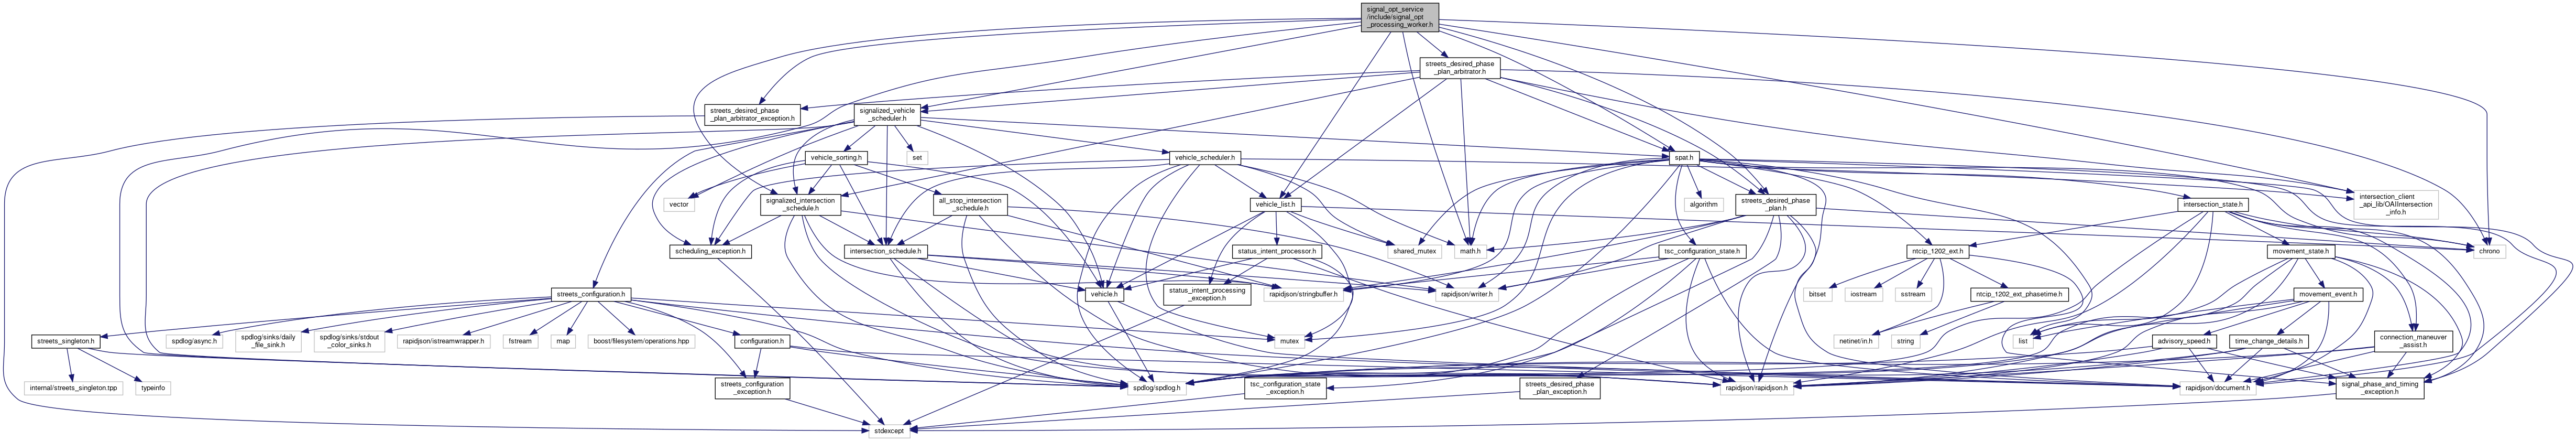 signal_opt_service
/include/signal_opt
_processing_worker.h
streets_desired_phase
_plan_arbitrator.h
streets_desired_phase
_plan_arbitrator_exception.h
signalized_vehicle
_scheduler.h
vehicle_sorting.h
set
vehicle_scheduler.h
spat.h
vector
signalized_intersection
_schedule.h
all_stop_intersection
_schedule.h
vehicle_list.h
algorithm
streets_desired_phase
_plan.h
intersection_client
_api_lib/OAIIntersection
_info.h
intersection_state.h
scheduling_exception.h
intersection_schedule.h
status_intent_processor.h
shared_mutex
math.h
tsc_configuration_state.h
ntcip_1202_ext.h
movement_state.h
chrono
streets_configuration.h
vehicle.h
status_intent_processing
_exception.h
rapidjson/stringbuffer.h
rapidjson/writer.h
bitset
iostream
sstream
ntcip_1202_ext_phasetime.h
movement_event.h
streets_singleton.h
spdlog/async.h
spdlog/sinks/daily
_file_sink.h
spdlog/sinks/stdout
_color_sinks.h
rapidjson/istreamwrapper.h
fstream
map
boost/filesystem/operations.hpp
configuration.h
mutex
netinet/in.h
string
list
advisory_speed.h
time_change_details.h
connection_maneuver
_assist.h
internal/streets_singleton.tpp
typeinfo
streets_configuration
_exception.h
spdlog/spdlog.h
tsc_configuration_state
_exception.h
streets_desired_phase
_plan_exception.h
rapidjson/rapidjson.h
rapidjson/document.h
signal_phase_and_timing
_exception.h
stdexcept